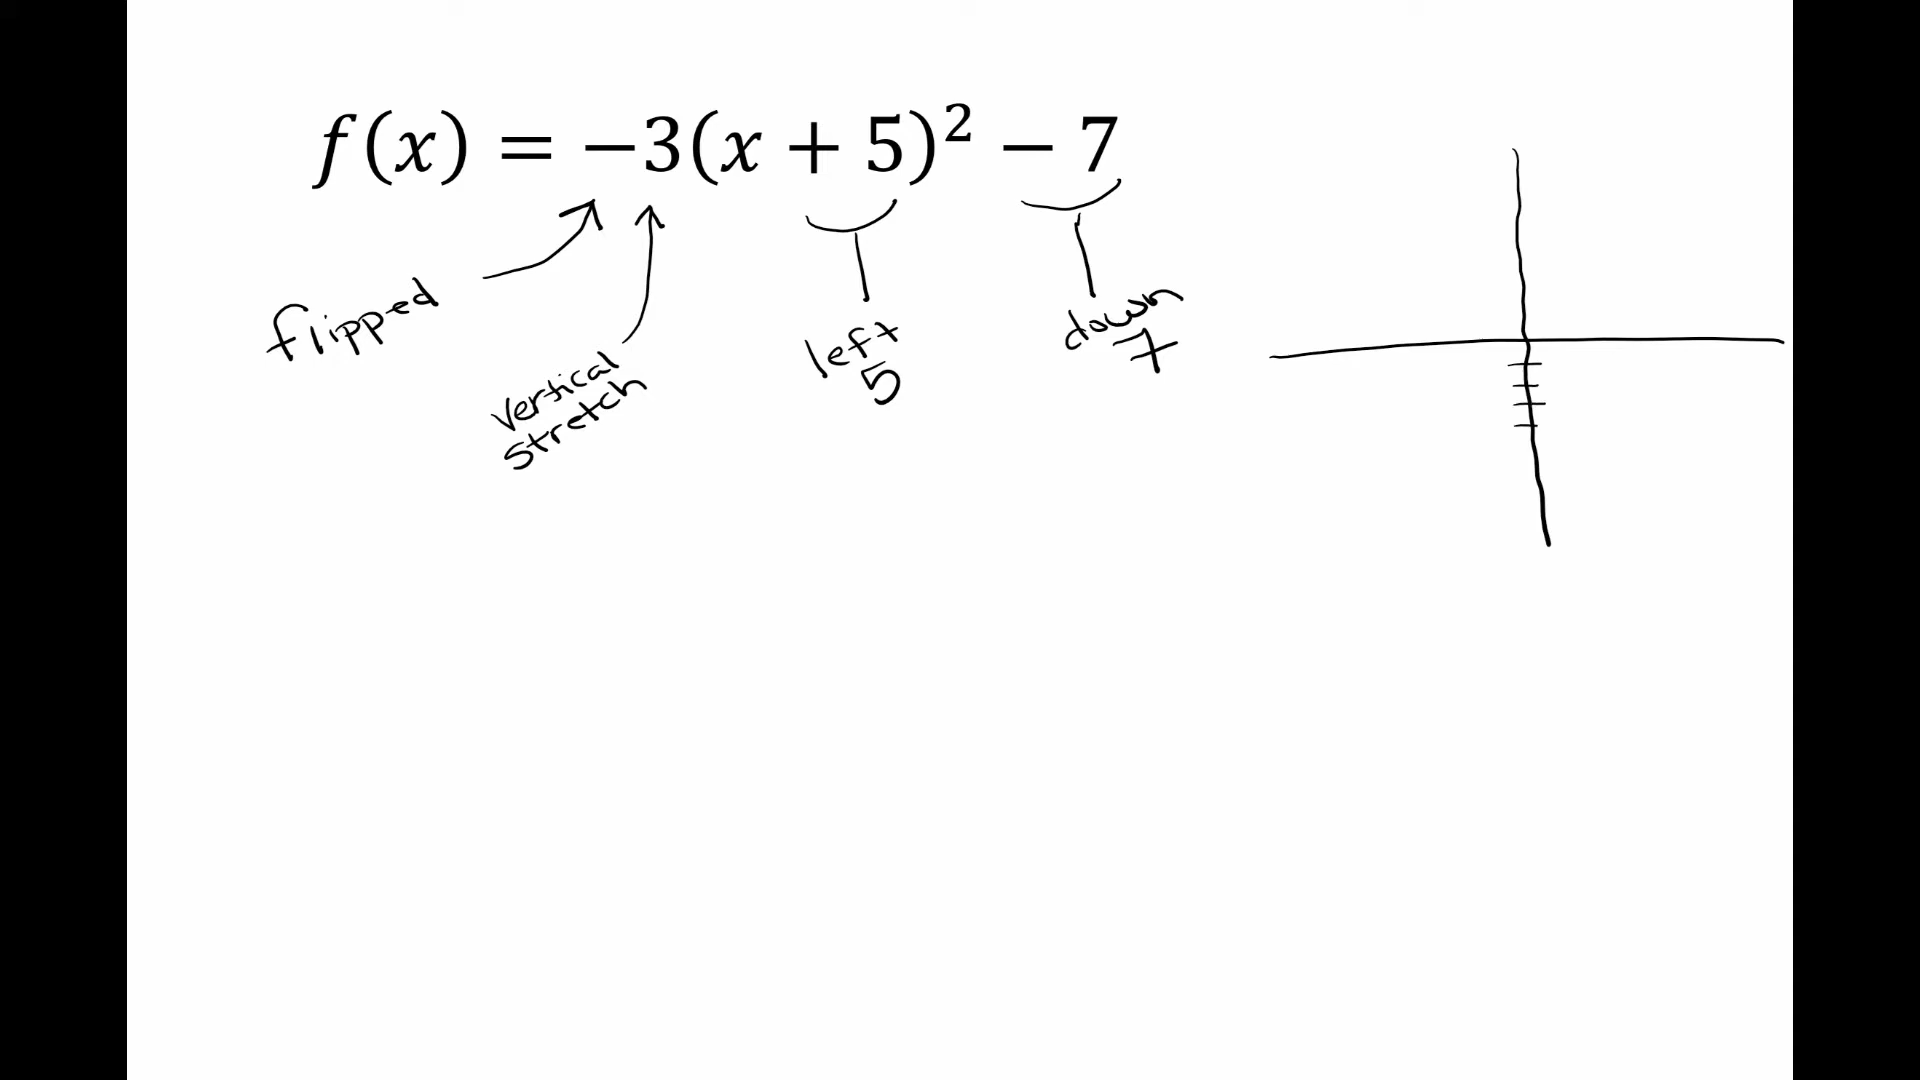 f(x) = −3(x + 5)² − 7
flipped
vertical
stretch
left
5
down
7